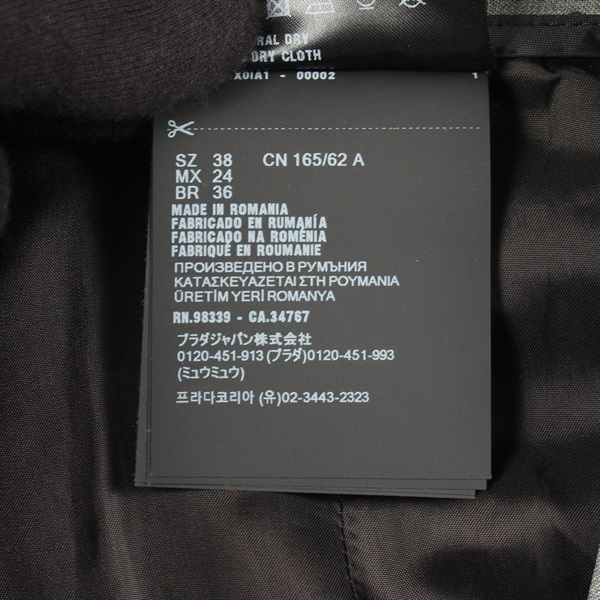 RAL DRY
DRY CLOTH
X01A1 - 00002 1
SZ 38 CN 165/62 A
MX 24
BR 36
MADE IN ROMANIA
FABRICADO EN RUMANÍA
FABRICADO NA ROMÉNIA
FABRIQUÉ EN ROUMANIE
ПРОИЗВЕДЕНО В РУМЪНИЯ
ΚΑΤΑΣΚΕΥΑΖΕΤΑΙ ΣΤΗ ΡΟΥΜΑΝΙΑ
ÜRETİM YERİ ROMANYA
RN.98339 - CA.34767
プラダジャパン株式会社
0120-451-913 (プラダ)0120-451-993
(ミュウミュウ)
프라다코리아 (유)02-3443-2323